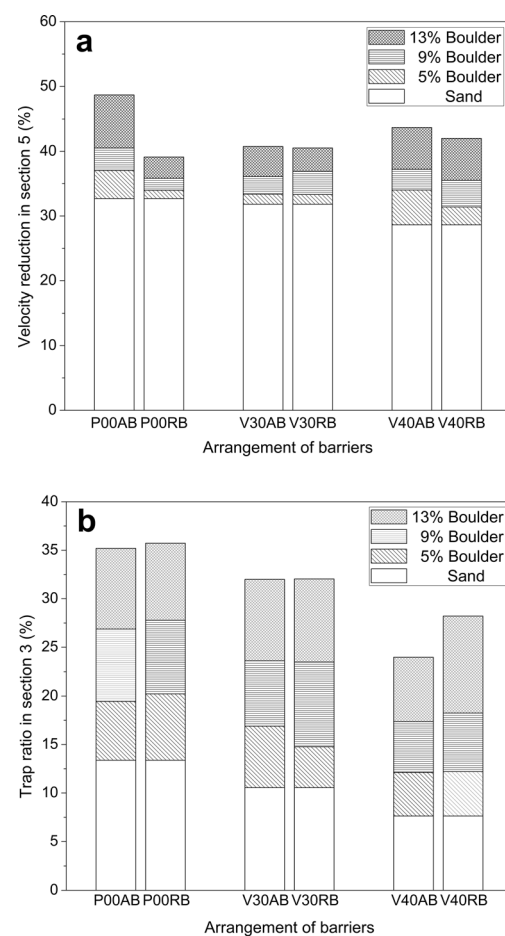 a
13% Boulder
9% Boulder
5% Boulder
Sand
Velocity reduction in section 5 (%)
60
50
40
30
20
10
0
P00AB P00RB V30AB V30RB V40AB V40RB
Arrangement of barriers
b
13% Boulder
9% Boulder
5% Boulder
Sand
Trap ratio in section 3 (%)
40
35
30
25
20
15
10
5
0
P00AB P00RB V30AB V30RB V40AB V40RB
Arrangement of barriers